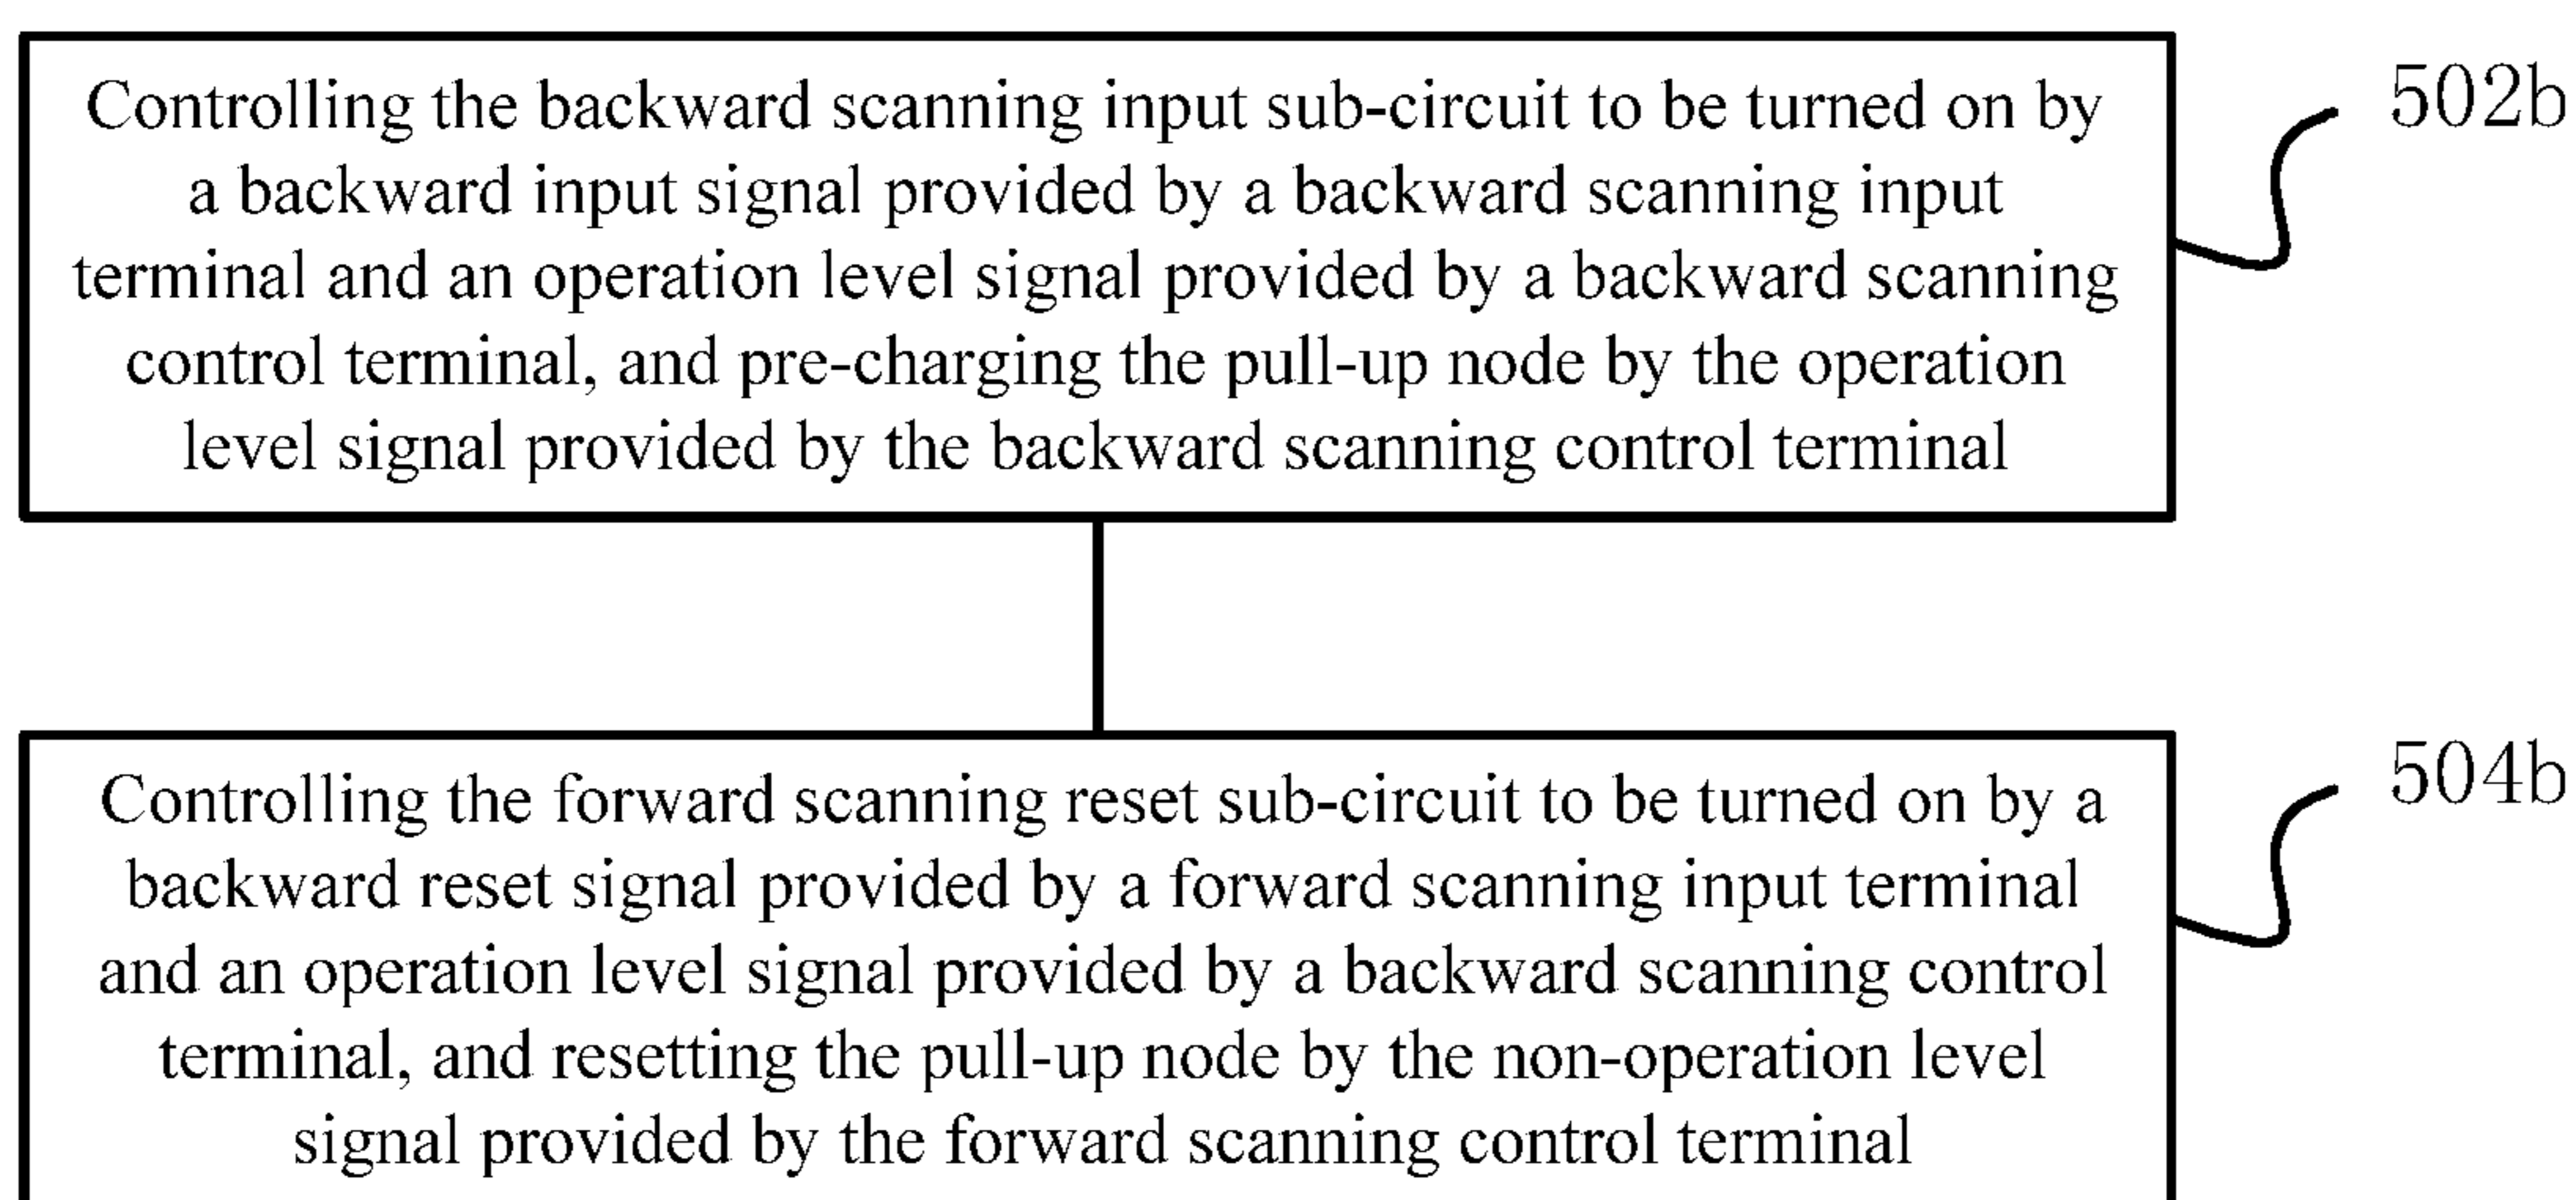 Controlling the backward scanning input sub-circuit to be turned on by
a backward input signal provided by a backward scanning input
terminal and an operation level signal provided by a backward scanning
control terminal, and pre-charging the pull-up node by the operation
level signal provided by the backward scanning control terminal
502b
Controlling the forward scanning reset sub-circuit to be turned on by a
backward reset signal provided by a forward scanning input terminal
and an operation level signal provided by a backward scanning control
terminal, and resetting the pull-up node by the non-operation level
signal provided by the forward scanning control terminal
504b